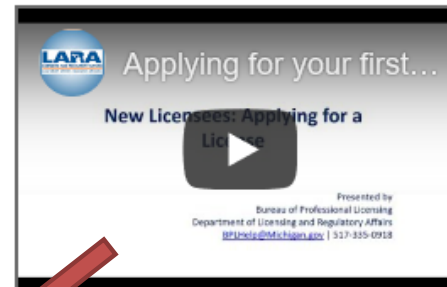 LARA
Applying for your first...
New Licensees: Applying for a
License
Presented by
Bureau of Professional Licensing
Department of Licensing and Regulatory Affairs
BPLHelp@Michigan.gov | 517-335-0918